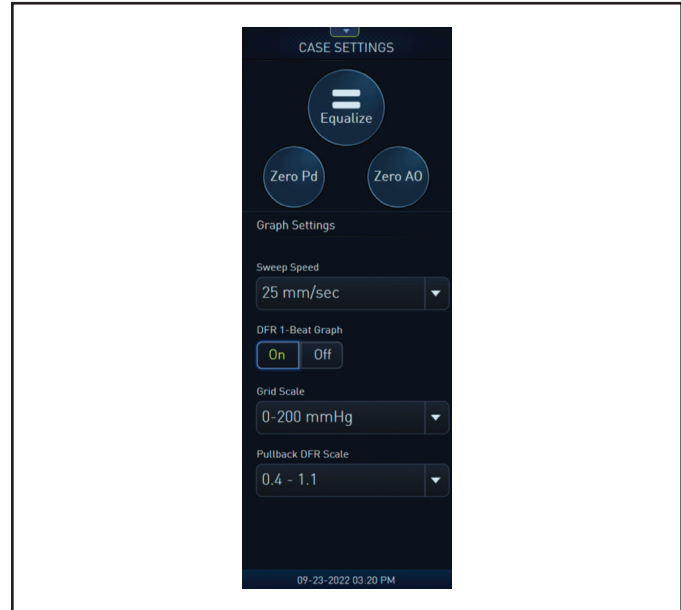 CASE SETTINGS
Equalize
Zero Pd
Zero AO
Graph Settings
Sweep Speed
25 mm/sec
DFR 1-Beat Graph
On Off
Grid Scale
0-200 mmHg
Pullback DFR Scale
0.4 - 1.1
09-23-2022 03:20 PM